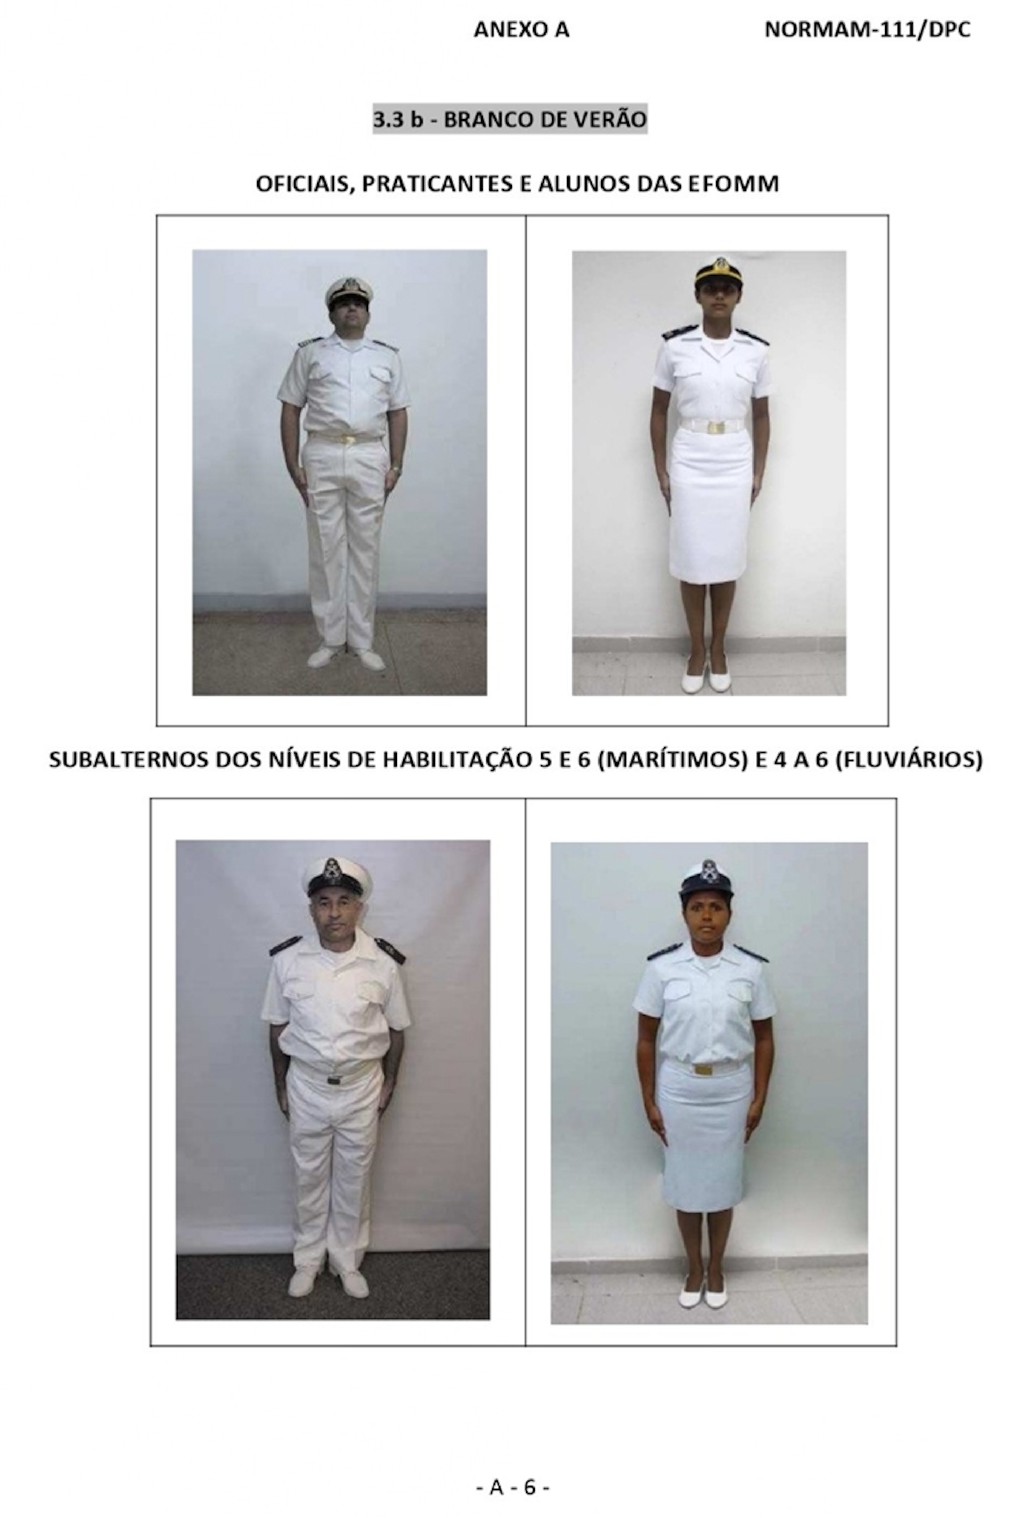 ANEXO A NORMAM-111/DPC
3.3 b - BRANCO DE VERÃO
OFICIAIS, PRATICANTES E ALUNOS DAS EFOMM
SUBALTERNOS DOS NÍVEIS DE HABILITAÇÃO 5 E 6 (MARÍTIMOS) E 4 A 6 (FLUVIÁRIOS)
- A - 6 -